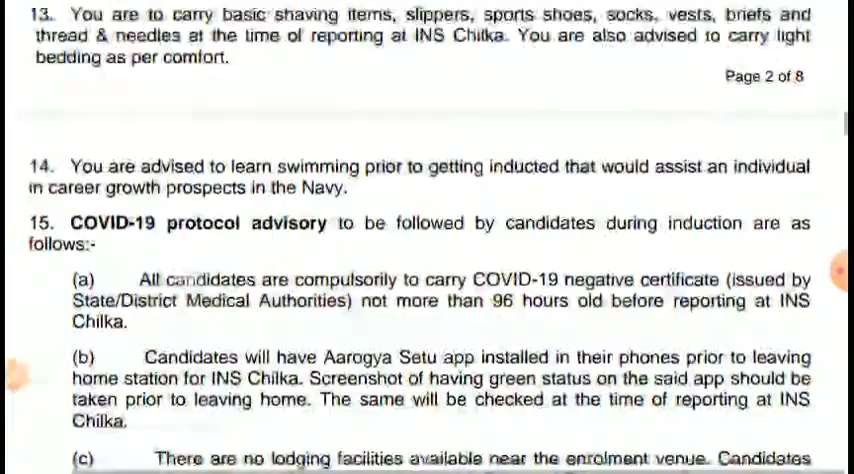 13. You are to carry basic shaving items, slippers, sports shoes, socks, vests, briefs and
thread & needles at the time of reporting at INS Chilka. You are also advised to carry light
bedding as per comfort.
Page 2 of 8
14. You are advised to learn swimming prior to getting inducted that would assist an individual
in career growth prospects in the Navy.
15. COVID-19 protocol advisory to be followed by candidates during induction are as
follows:-
(a) All candidates are compulsorily to carry COVID-19 negative certificate (issued by
State/District Medical Authorities) not more than 96 hours old before reporting at INS
Chilka.
(b) Candidates will have Aarogya Setu app installed in their phones prior to leaving
home station for INS Chilka. Screenshot of having green status on the said app should be
taken prior to leaving home. The same will be checked at the time of reporting at INS
Chilka.
(c) There are no lodging facilities available near the enrolment venue. Candidates